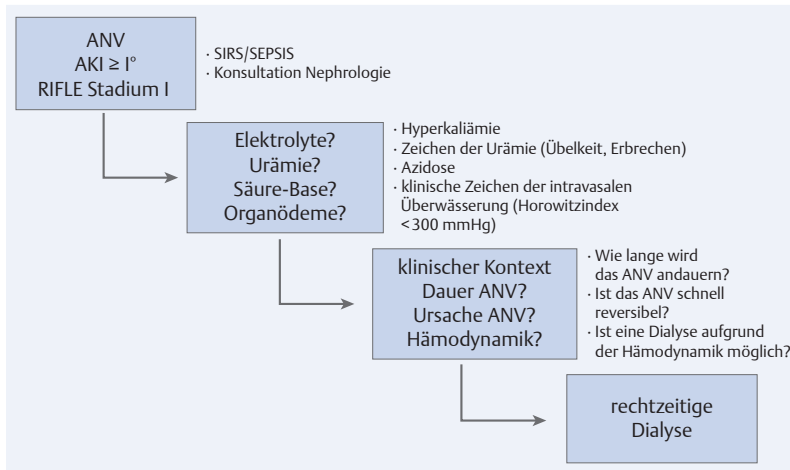 ANV
AKI ≥ I°
RIFLE Stadium I
· SIRS/SEPSIS
· Konsultation Nephrologie
Elektrolyte?
Urämie?
Säure-Base?
Organödeme?
· Hyperkaliämie
· Zeichen der Urämie (Übelkeit, Erbrechen)
· Azidose
· klinische Zeichen der intravasalen
Überwässerung (Horowitzindex
<300 mmHg)
klinischer Kontext
Dauer ANV?
Ursache ANV?
Hämodynamik?
· Wie lange wird
das ANV andauern?
· Ist das ANV schnell
reversibel?
· Ist eine Dialyse aufgrund
der Hämodynamik möglich?
rechtzeitige
Dialyse